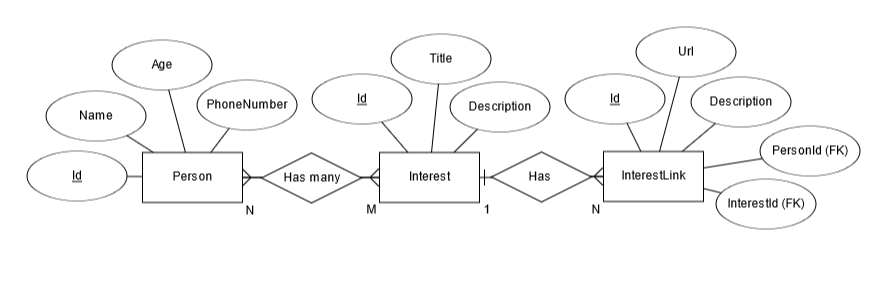 Url
Title
Age
Id
Id
Description
PhoneNumber
Description
Name
PersonId (FK)
Id
Person
Has many
Interest
Has
InterestLink
InterestId (FK)
N
M
1
N